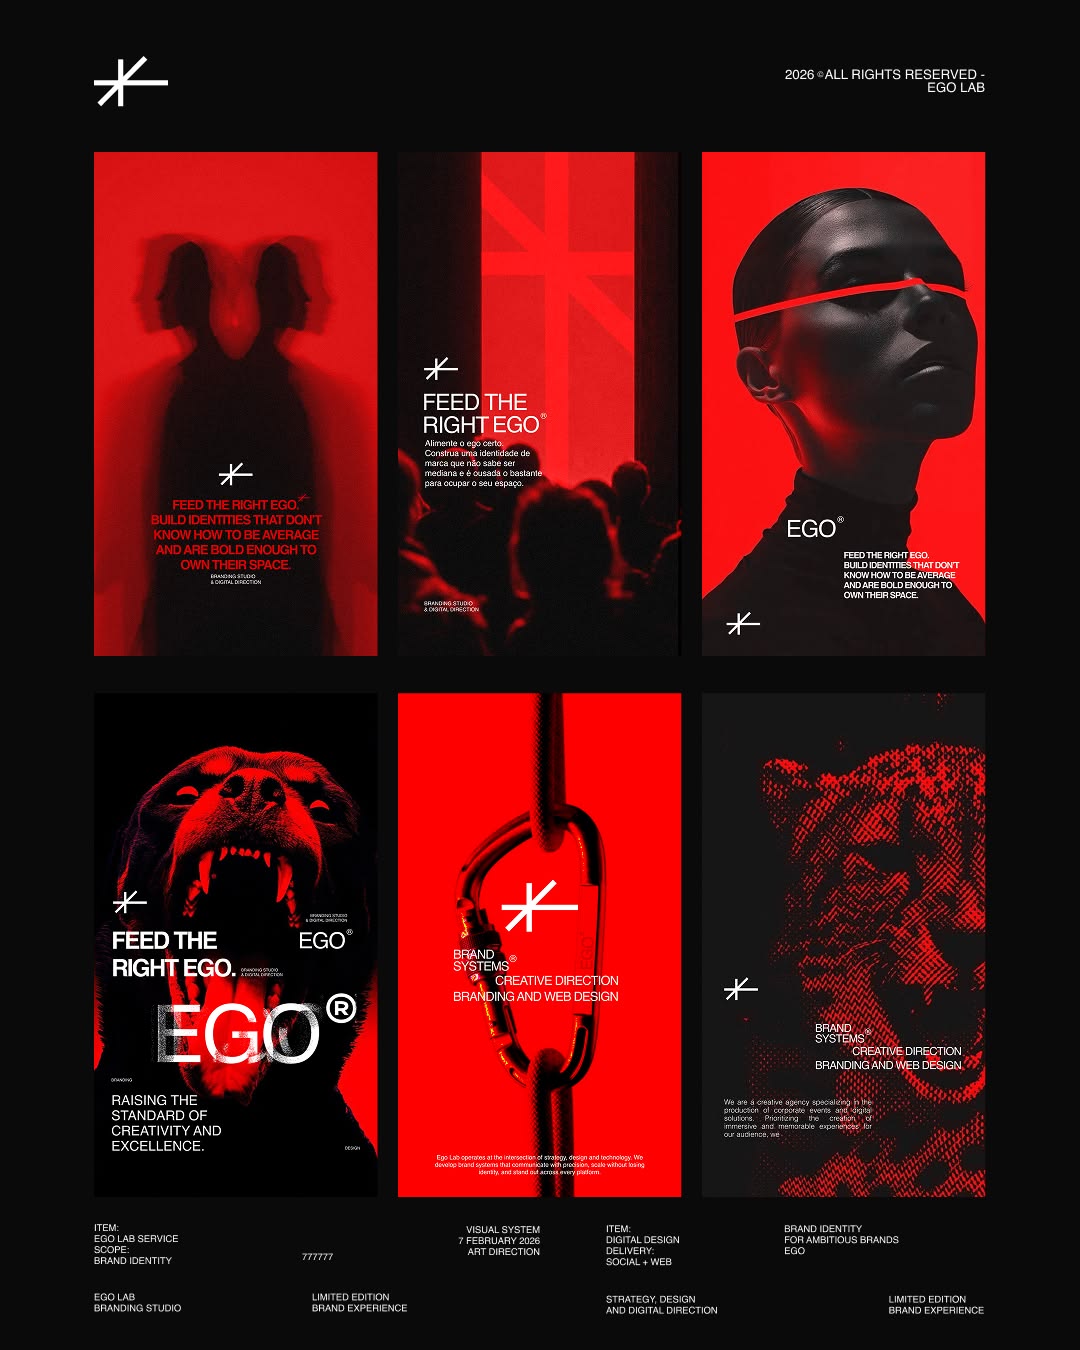 2026 © ALL RIGHTS RESERVED -
EGO LAB
FEED THE RIGHT EGO.
BUILD IDENTITIES THAT DON'T
KNOW HOW TO BE AVERAGE
AND ARE BOLD ENOUGH TO
OWN THEIR SPACE.
BRANDING STUDIO
& DIGITAL DIRECTION
FEED THE
RIGHT EGO®
Alimente o ego certo.
Construa uma identidade de
marca que não sabe ser
mediana e é ousada o bastante
para ocupar o seu espaço.
BRANDING STUDIO
& DIGITAL DIRECTION
EGO®
FEED THE RIGHT EGO.
BUILD IDENTITIES THAT DON'T
KNOW HOW TO BE AVERAGE
AND ARE BOLD ENOUGH TO
OWN THEIR SPACE.
BRANDING STUDIO
& DIGITAL DIRECTION
EGO®
FEED THE
RIGHT EGO.
BRANDING STUDIO
& DIGITAL DIRECTION
EGO®
BRANDING
RAISING THE
STANDARD OF
CREATIVITY AND
EXCELLENCE.
DESIGN
BRAND
SYSTEMS®
CREATIVE DIRECTION
BRANDING AND WEB DESIGN
Ego Lab operates at the intersection of strategy, design and technology. We
develop brand systems that communicate with precision, scale without losing
identity, and stand out across every platform.
BRAND
SYSTEMS®
CREATIVE DIRECTION
BRANDING AND WEB DESIGN
We are a creative agency specializing in the
production of corporate events and digital
solutions. Prioritizing the creation of
immersive and memorable experiences for
our audience, we
ITEM:
EGO LAB SERVICE
SCOPE:
BRAND IDENTITY
777777
VISUAL SYSTEM
7 FEBRUARY 2026
ART DIRECTION
ITEM:
DIGITAL DESIGN
DELIVERY:
SOCIAL + WEB
BRAND IDENTITY
FOR AMBITIOUS BRANDS
EGO
EGO LAB
BRANDING STUDIO
LIMITED EDITION
BRAND EXPERIENCE
STRATEGY, DESIGN
AND DIGITAL DIRECTION
LIMITED EDITION
BRAND EXPERIENCE